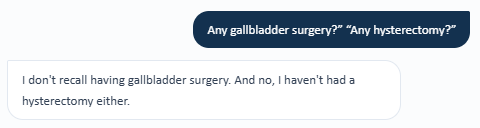 Any gallbladder surgery?” “Any hysterectomy?”
I don't recall having gallbladder surgery. And no, I haven't had a
hysterectomy either.